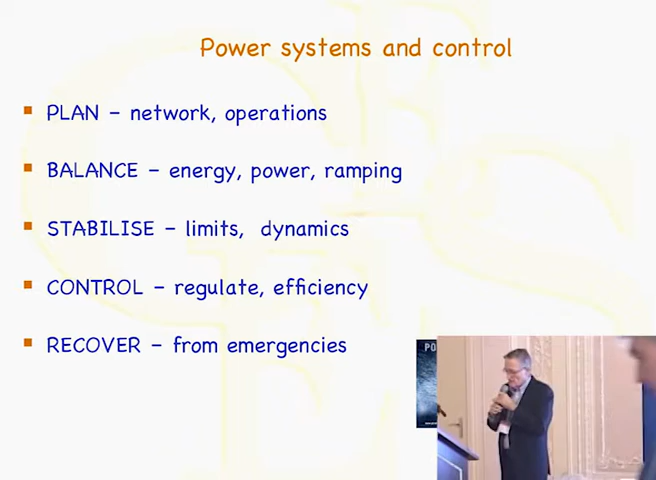 Power systems and control
PLAN – network, operations
BALANCE – energy, power, ramping
STABILISE – limits, dynamics
CONTROL – regulate, efficiency
RECOVER – from emergencies
PO